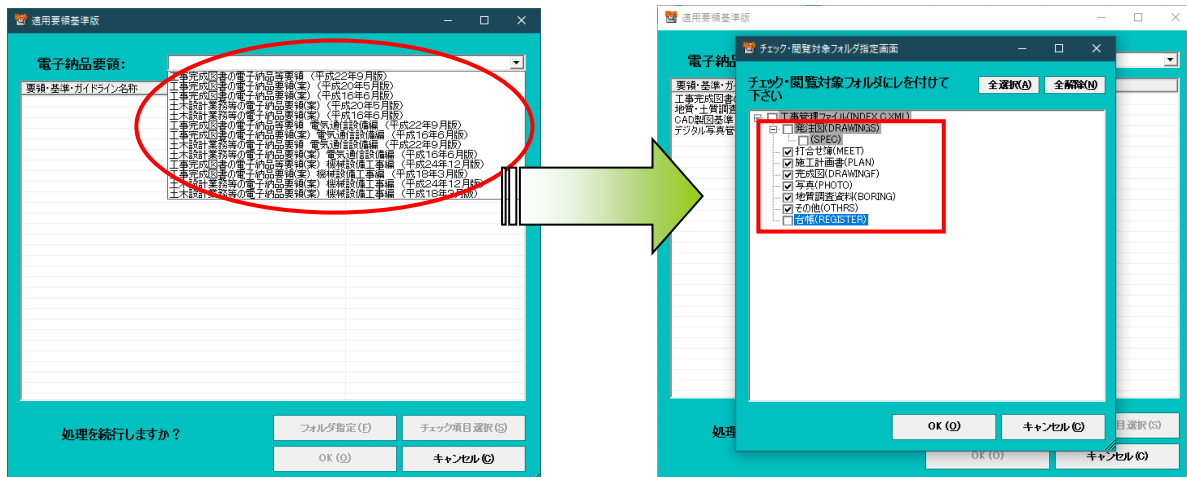 適用要領基準版
電子納品要領:
要領・基準・ガイドライン名称
工事完成図書の電子納品等要領 (平成22年9月版)
工事完成図書の電子納品要領(案) (平成20年5月版)
工事完成図書の電子納品要領(案) (平成16年6月版)
土木設計業務等の電子納品要領(案) (平成20年5月版)
土木設計業務等の電子納品要領(案) (平成16年6月版)
工事完成図書の電子納品等要領 電気通信設備編 (平成22年9月版)
工事完成図書の電子納品要領(案) 電気通信設備編 (平成16年6月版)
土木設計業務等の電子納品要領 電気通信設備編 (平成22年9月版)
土木設計業務等の電子納品要領(案) 電気通信設備編 (平成16年6月版)
工事完成図書の電子納品等要領(案) 機械設備工事編 (平成24年12月版)
工事完成図書の電子納品要領(案) 機械設備工事編 (平成18年3月版)
土木設計業務等の電子納品要領(案) 機械設備工事編 (平成24年12月版)
土木設計業務等の電子納品要領(案) 機械設備工事編 (平成18年3月版)
処理を続行しますか?
フォルダ指定(F)
チェック項目選択(S)
OK (O)
キャンセル(C)
適用要領基準版
電子納品
要領・基準・ガイ
工事完成図書の
地質・土質調査
CAD製図基準
デジタル写真管
チェック・閲覧対象フォルダ指定画面
チェック・閲覧対象フォルダにレを付けて
下さい
全選択(A)
全解除(N)
工事管理ファイル(INDEX_C.XML)
発注図(DRAWINGS)
(SPEC)
打合せ簿(MEET)
施工計画書(PLAN)
完成図(DRAWINGF)
写真(PHOTO)
地質調査資料(BORING)
その他(OTHRS)
台帳(REGISTER)
OK (O)
キャンセル(C)
処理
目選択(S)
OK (O)
キャンセル(C)